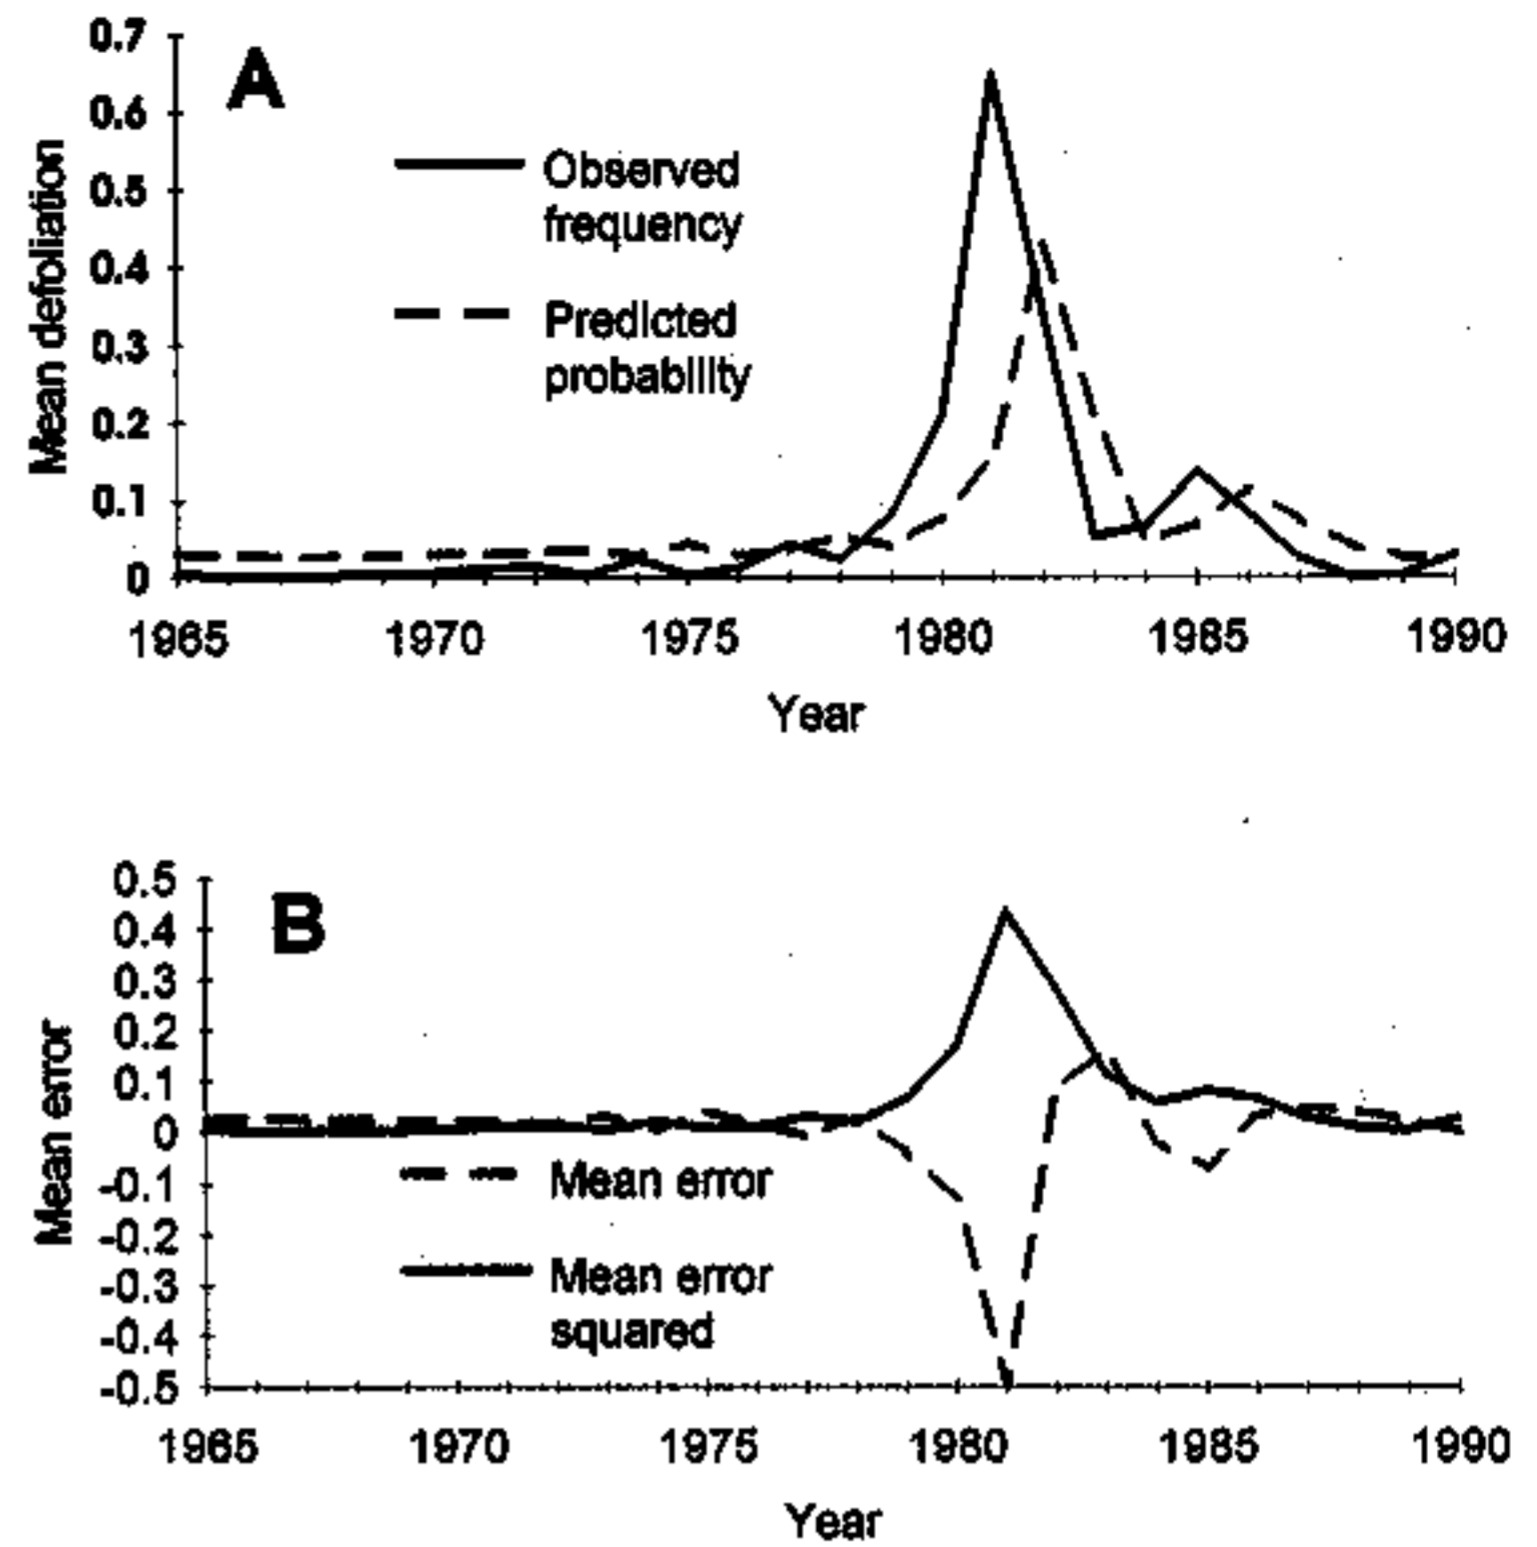 A
0.7
0.6
0.5
0.4
0.3
0.2
0.1
0
Mean defoliation
Observed
frequency
Predicted
probability
1965 1970 1975 1980 1985 1990
Year
B
0.5
0.4
0.3
0.2
0.1
0
-0.1
-0.2
-0.3
-0.4
-0.5
Mean error
Mean error
Mean error
squared
1965 1970 1975 1980 1985 1990
Year